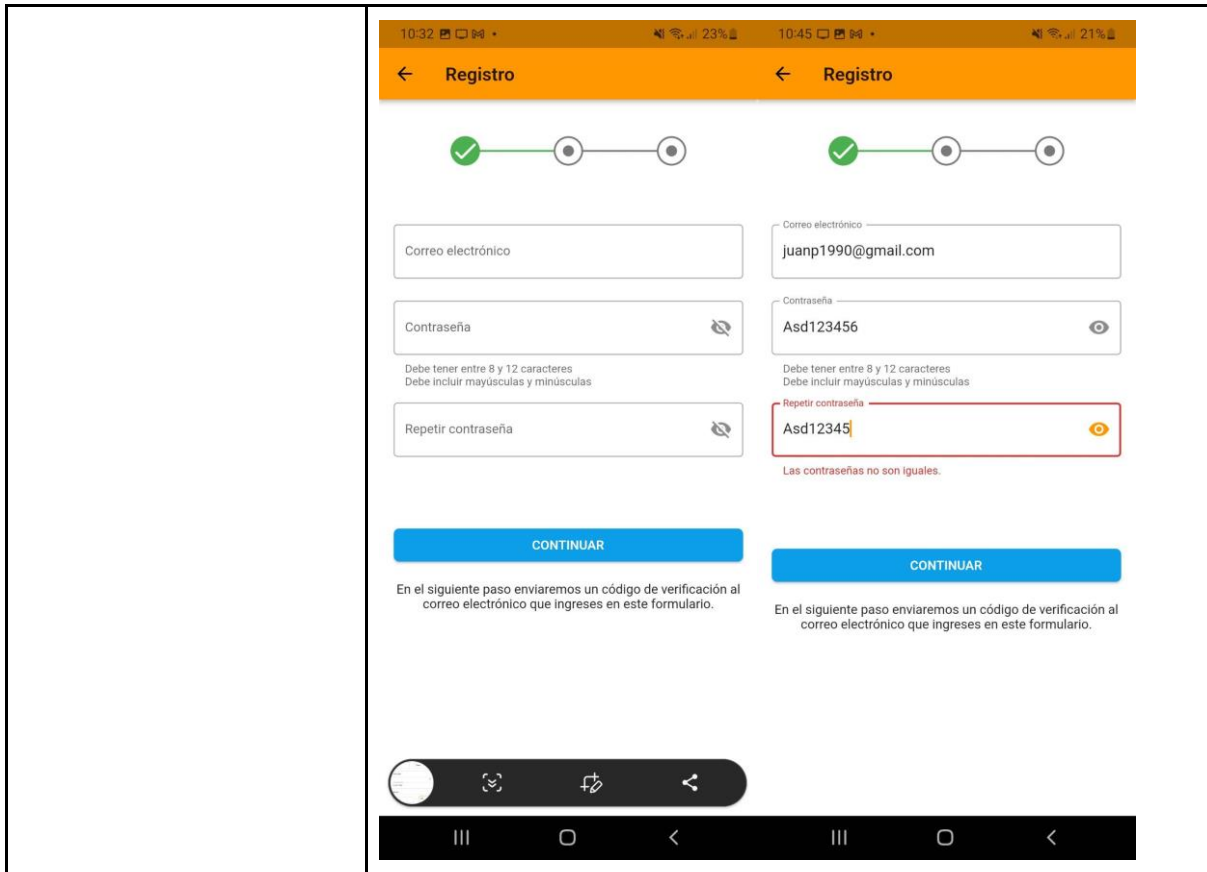 10:32
23%
Registro
Correo electrónico
Contraseña
Debe tener entre 8 y 12 caracteres
Debe incluir mayúsculas y minúsculas
Repetir contraseña
CONTINUAR
En el siguiente paso enviaremos un código de verificación al
correo electrónico que ingreses en este formulario.
10:45
21%
Registro
Correo electrónico
juanp1990@gmail.com
Contraseña
Asd123456
Debe tener entre 8 y 12 caracteres
Debe incluir mayúsculas y minúsculas
Repetir contraseña
Asd12345
Las contraseñas no son iguales.
CONTINUAR
En el siguiente paso enviaremos un código de verificación al
correo electrónico que ingreses en este formulario.